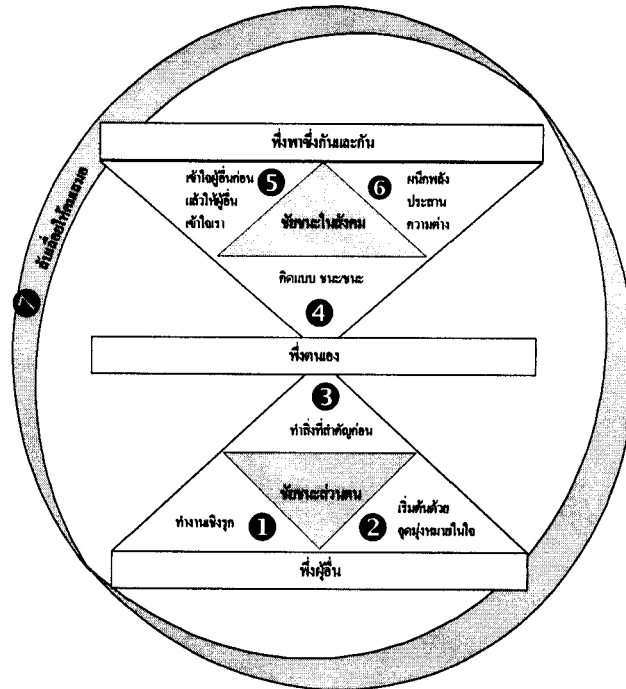 พึ่งพาซึ่งกันและกัน
เข้าใจผู้อื่นก่อน
แล้วให้ผู้อื่น
เข้าใจเรา
5
6
ผนึกพลัง
ประสาน
ความต่าง
ชัยชนะในสังคม
คิดแบบ ชนะ/ชนะ
4
7
ลับเลื่อยให้คมเสมอ
พึ่งตนเอง
3
ทำสิ่งที่สำคัญก่อน
ชัยชนะส่วนตน
ทำงานเชิงรุก
1
2
เริ่มต้นด้วย
จุดมุ่งหมายในใจ
พึ่งผู้อื่น